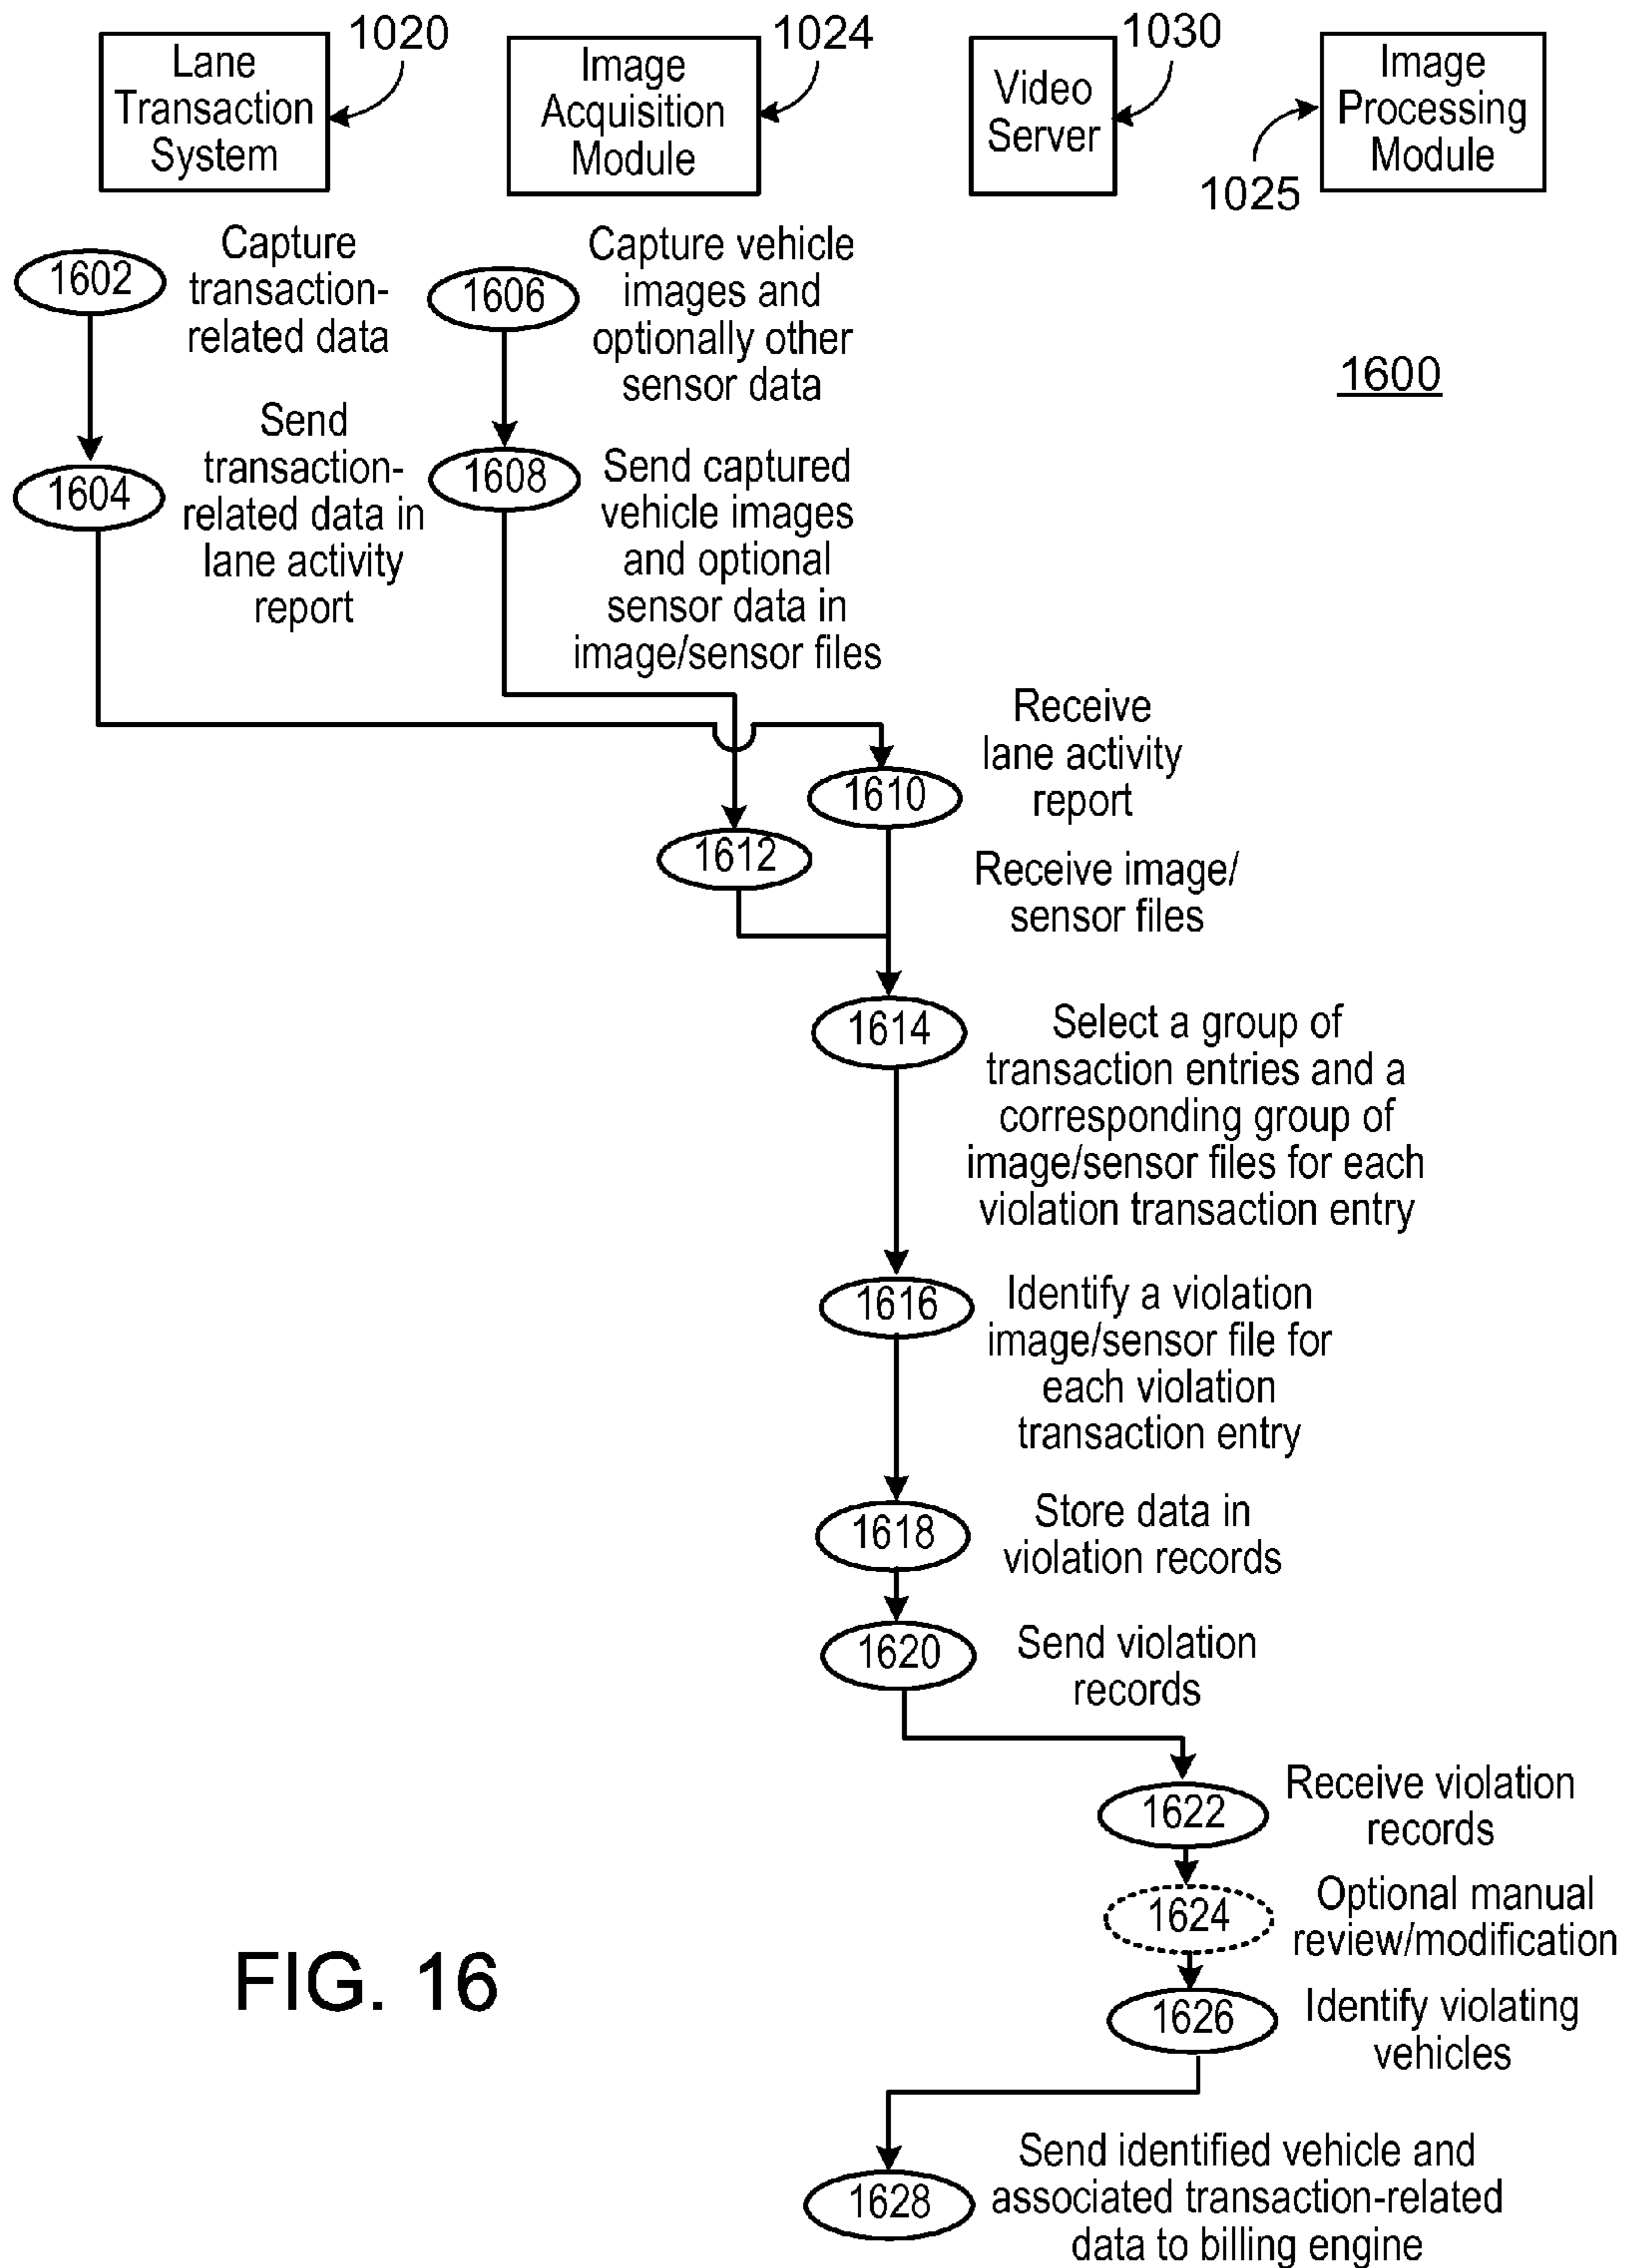 Lane
Transaction
System
1020
Image
Acquisition
Module
1024
Video
Server
1030
Image
Processing
Module
1025
1600
1602
Capture
transaction-
related data
1606
Capture vehicle
images and
optionally other
sensor data
1604
Send
transaction-
related data in
lane activity
report
1608
Send captured
vehicle images
and optional
sensor data in
image/sensor files
1610
Receive
lane activity
report
1612
Receive image/
sensor files
1614
Select a group of
transaction entries and a
corresponding group of
image/sensor files for each
violation transaction entry
1616
Identify a violation
image/sensor file for
each violation
transaction entry
1618
Store data in
violation records
1620
Send violation
records
1622
Receive violation
records
1624
Optional manual
review/modification
1626
Identify violating
vehicles
1628
Send identified vehicle and
associated transaction-related
data to billing engine
FIG. 16